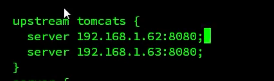 upstream tomcats {
server 192.168.1.62:8080;
server 192.168.1.63:8080;
}